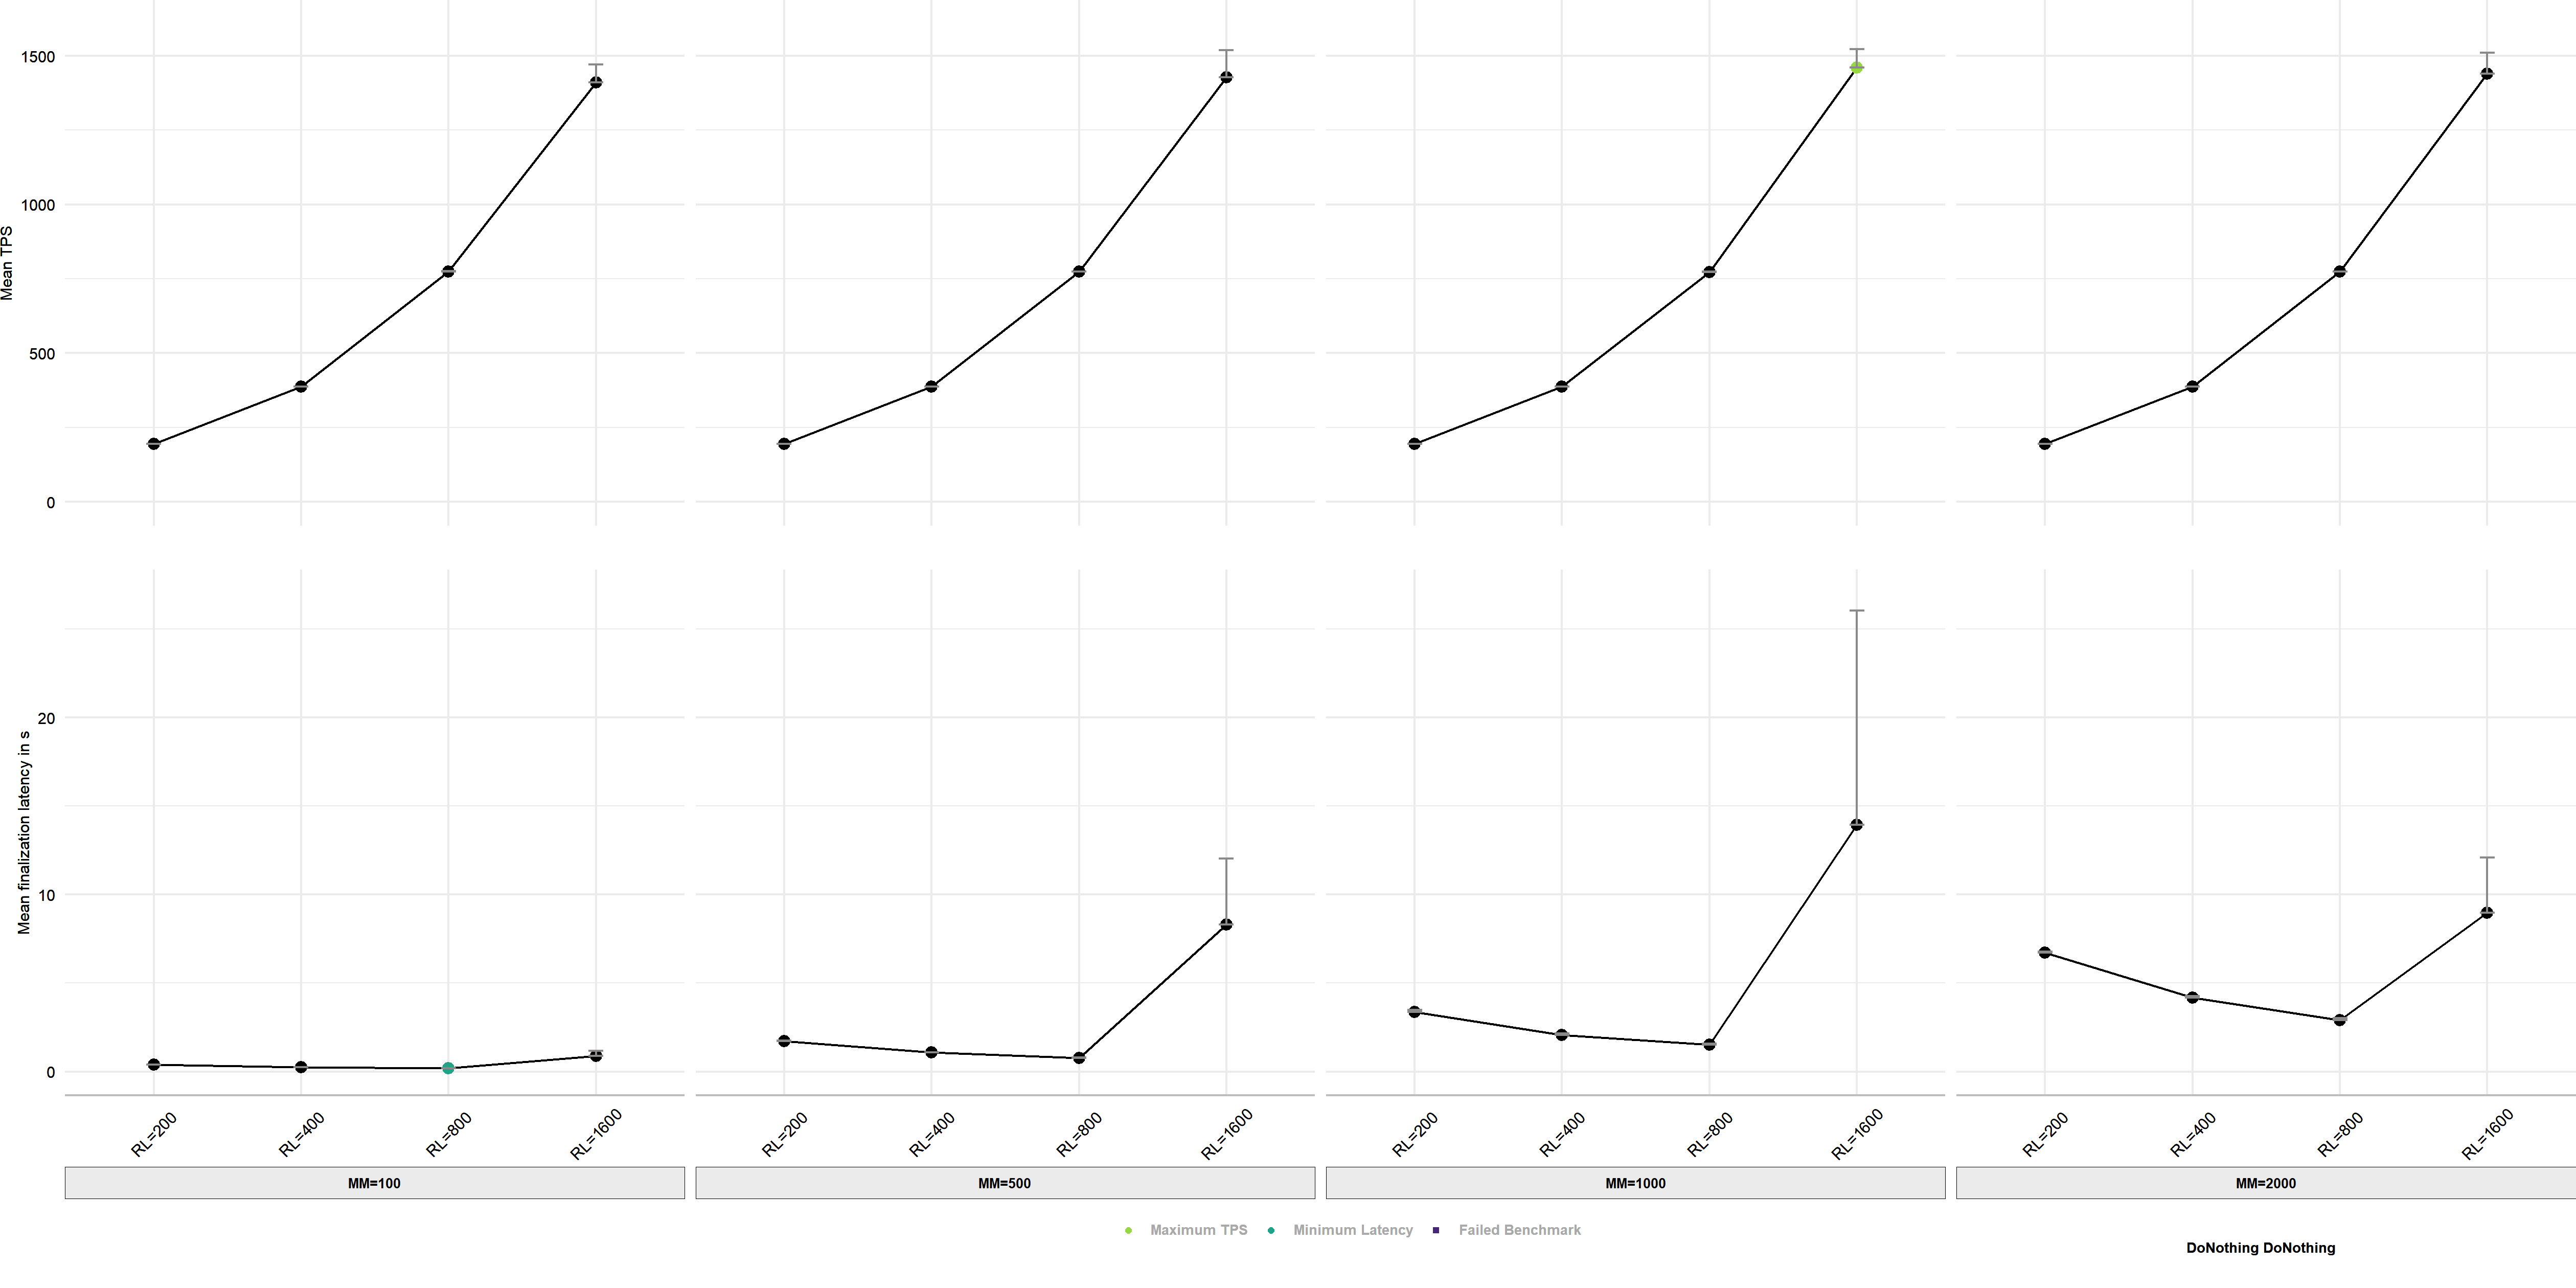 Mean TPS
1500
1000
500
0
Mean finalization latency in s
20
10
0
RL=200 RL=400 RL=800 RL=1600 RL=200 RL=400 RL=800 RL=1600 RL=200 RL=400 RL=800 RL=1600 RL=200 RL=400 RL=800 RL=1600
MM=100 MM=500 MM=1000 MM=2000
Maximum TPS Minimum Latency Failed Benchmark
DoNothing DoNothing